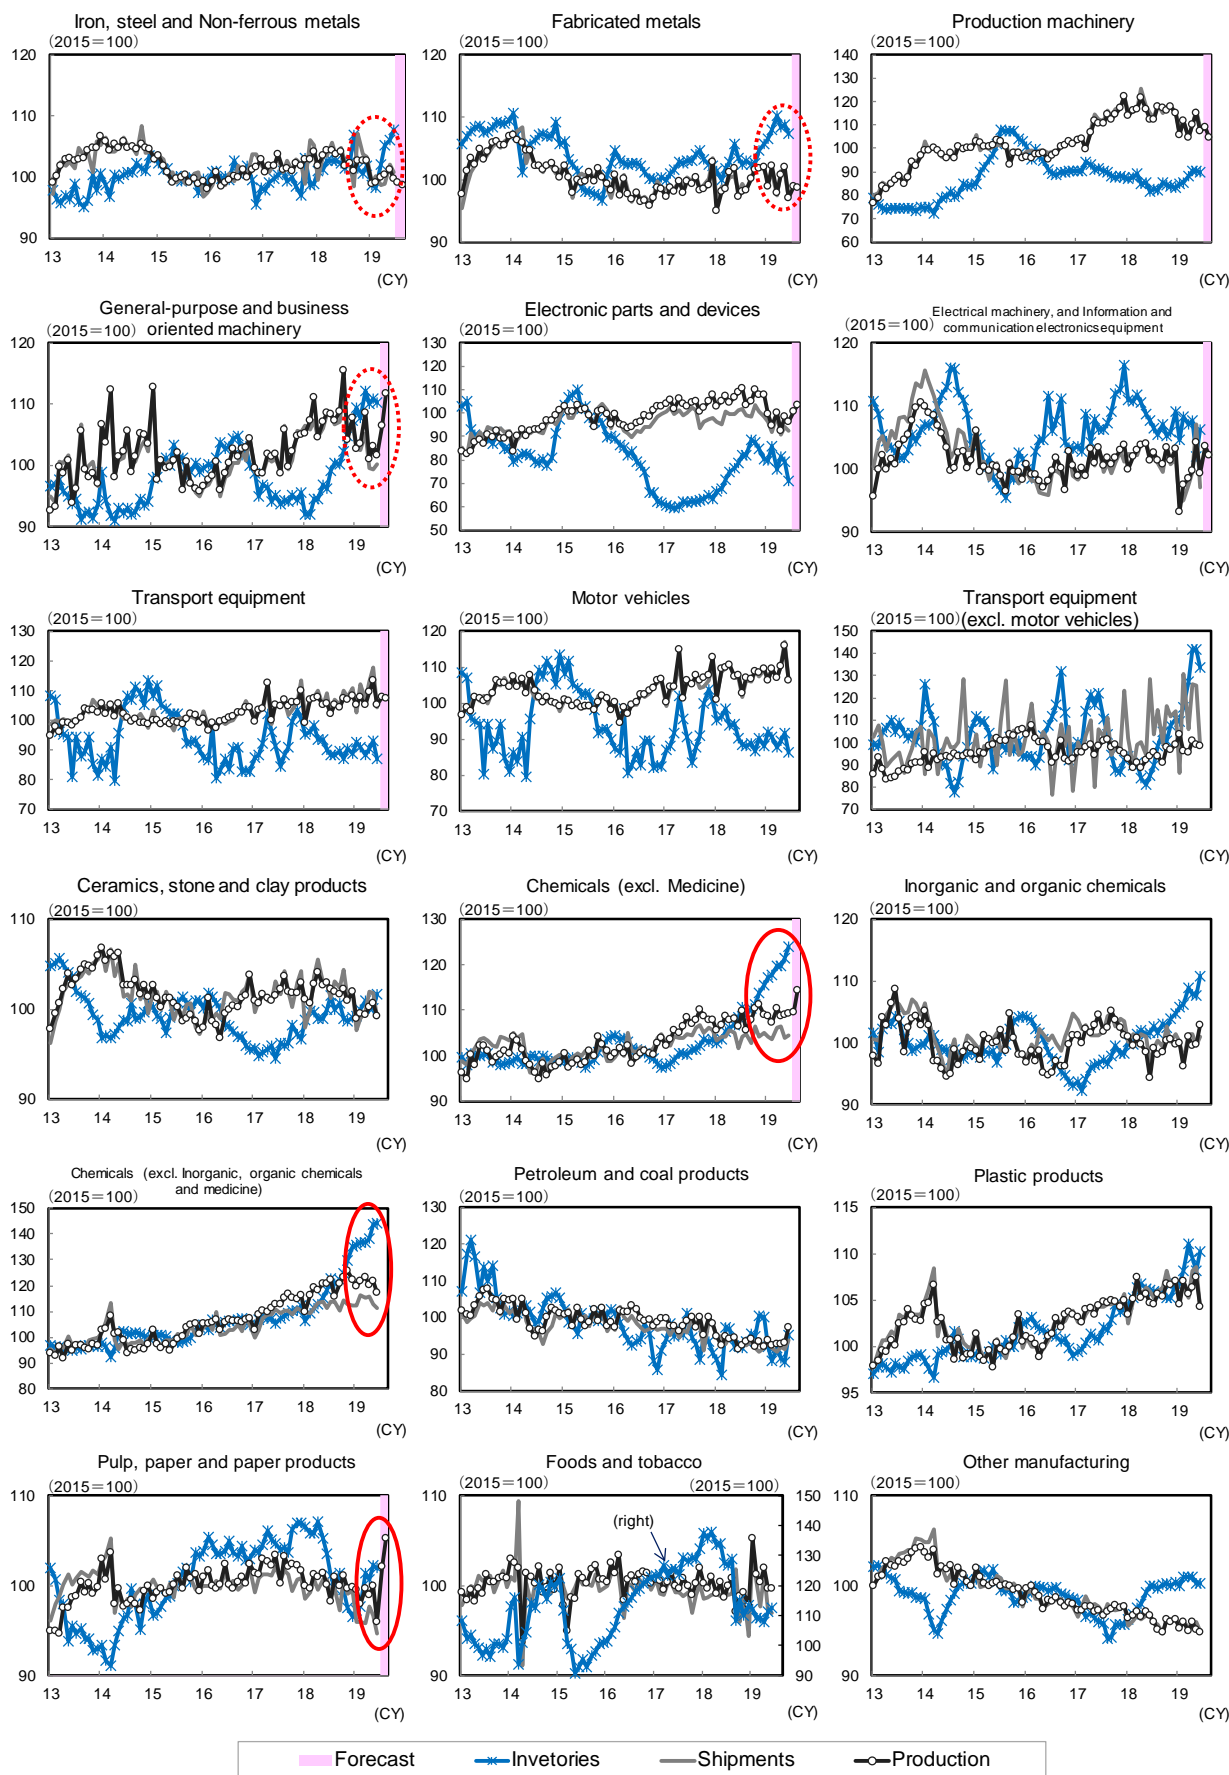 Iron, steel and Non-ferrous metals
(2015=100)
120
110
100
90
13 14 15 16 17 18 19
(CY)
Fabricated metals
(2015=100)
120
110
100
90
13 14 15 16 17 18 19
(CY)
Production machinery
(2015=100)
140
130
120
110
100
90
80
70
60
13 14 15 16 17 18 19
(CY)
General-purpose and business
(2015=100) oriented machinery
120
110
100
90
13 14 15 16 17 18 19
(CY)
Electronic parts and devices
(2015=100)
130
120
110
100
90
80
70
60
50
13 14 15 16 17 18 19
(CY)
Electrical machinery, and Information and
(2015=100) communication electronics equipment
120
110
100
90
13 14 15 16 17 18 19
(CY)
Transport equipment
(2015=100)
130
120
110
100
90
80
70
13 14 15 16 17 18 19
(CY)
Motor vehicles
(2015=100)
120
110
100
90
80
70
13 14 15 16 17 18 19
(CY)
Transport equipment
(2015=100) (excl. motor vehicles)
150
140
130
120
110
100
90
80
70
13 14 15 16 17 18 19
(CY)
Ceramics, stone and clay products
(2015=100)
110
100
90
13 14 15 16 17 18 19
(CY)
Chemicals (excl. Medicine)
(2015=100)
130
120
110
100
90
13 14 15 16 17 18 19
(CY)
Inorganic and organic chemicals
(2015=100)
120
110
100
90
13 14 15 16 17 18 19
(CY)
Chemicals (excl. Inorganic, organic chemicals
and medicine)
(2015=100)
150
140
130
120
110
100
90
80
13 14 15 16 17 18 19
(CY)
Petroleum and coal products
(2015=100)
130
120
110
100
90
80
13 14 15 16 17 18 19
(CY)
Plastic products
(2015=100)
115
110
105
100
95
13 14 15 16 17 18 19
(CY)
Pulp, paper and paper products
(2015=100)
110
100
90
13 14 15 16 17 18 19
(CY)
Foods and tobacco
(2015=100) (2015=100)
110
100
90
(right)
150
140
130
120
110
100
90
13 14 15 16 17 18 19
(CY)
Other manufacturing
(2015=100)
110
100
90
13 14 15 16 17 18 19
(CY)
Forecast Invetories Shipments Production